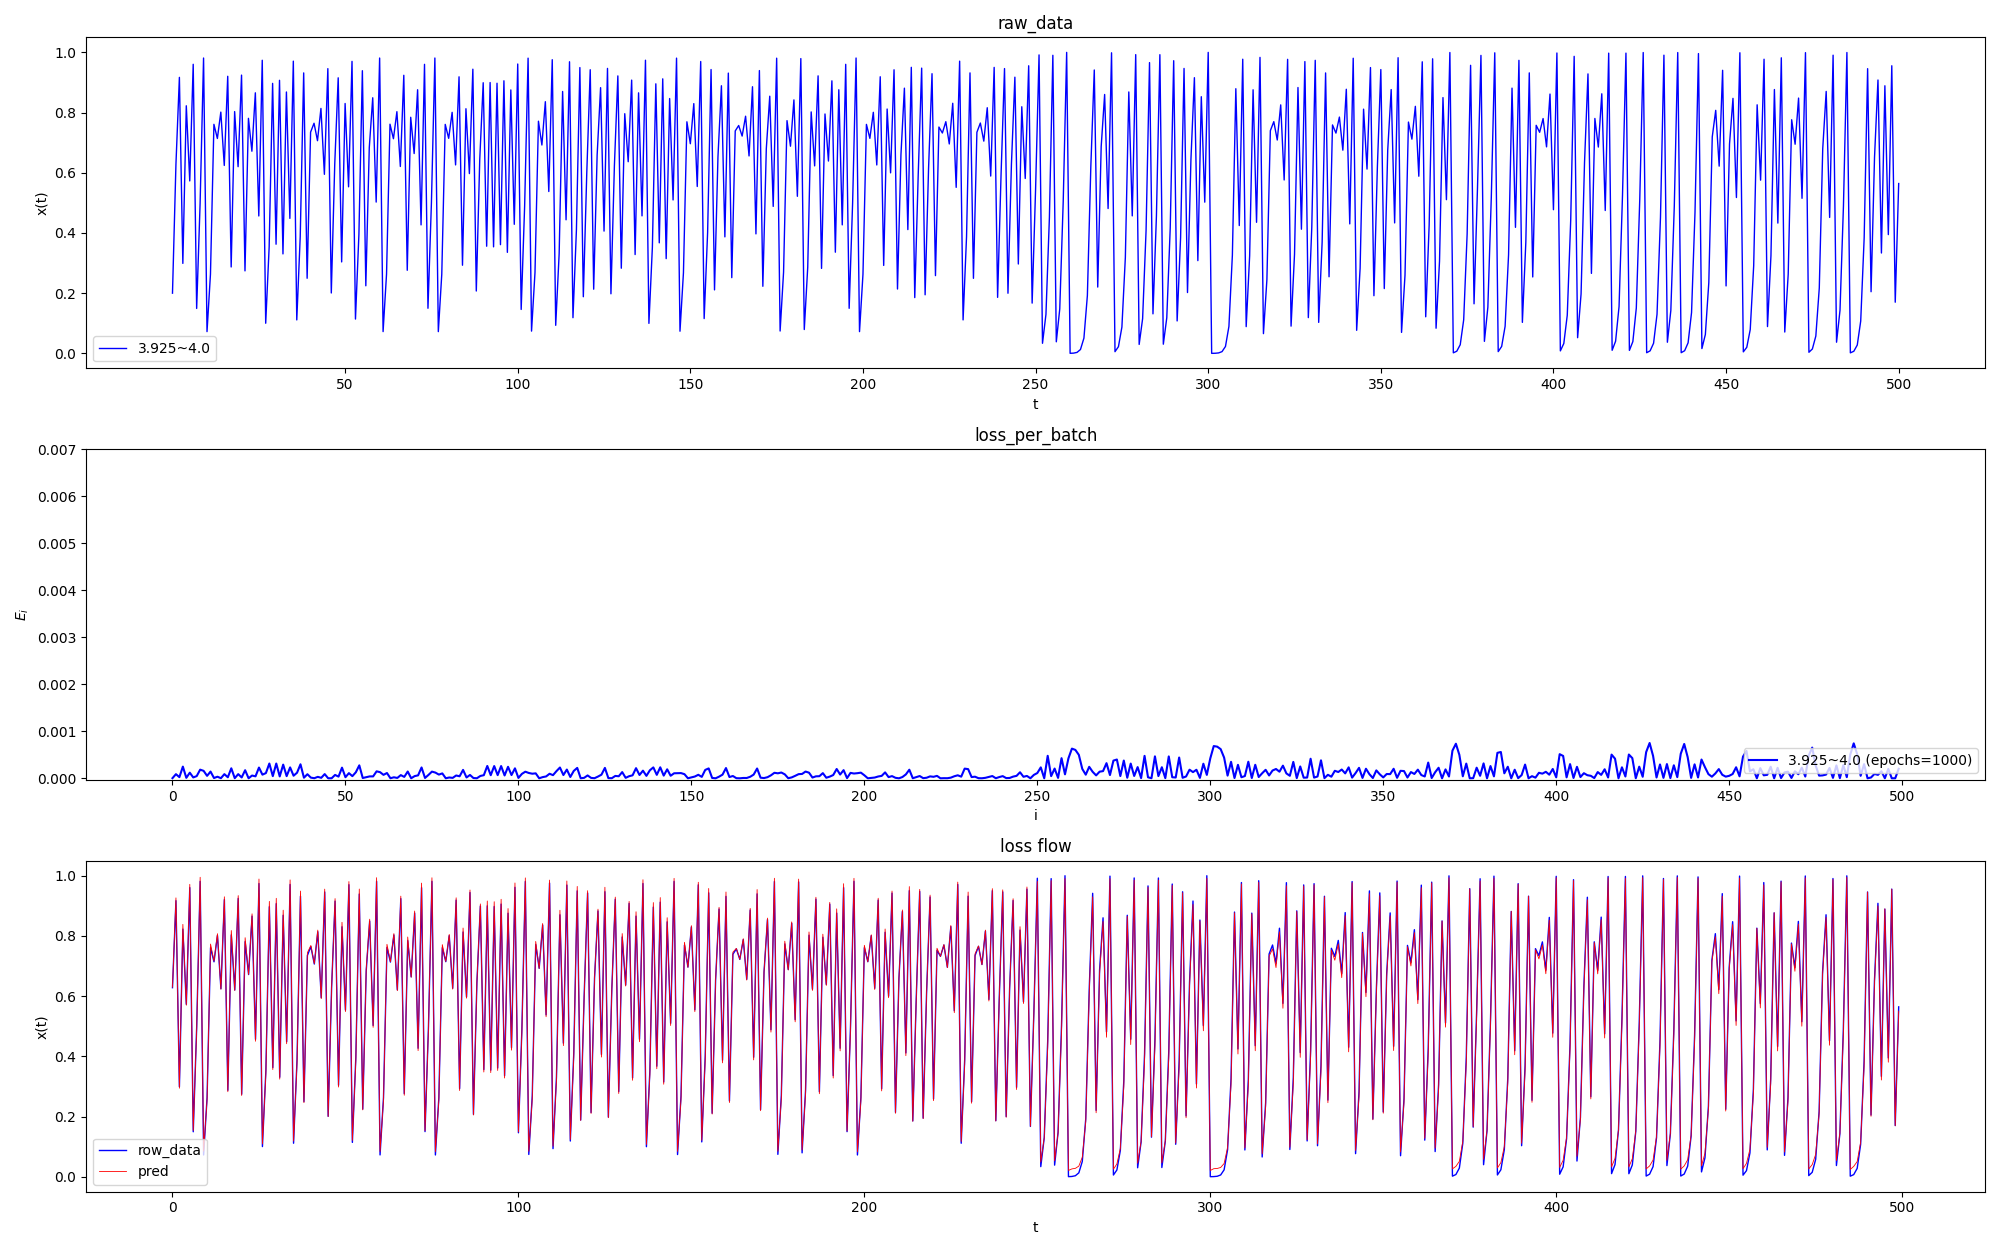 raw_data
1.0
0.8
0.6
0.4
0.2
0.0
x(t)
3.925~4.0
50 100 150 200 250 300 350 400 450 500
t
loss_per_batch
0.007
0.006
0.005
0.004
0.003
0.002
0.001
0.000
E_i
3.925~4.0 (epochs=1000)
0 50 100 150 200 250 300 350 400 450 500
i
loss flow
1.0
0.8
0.6
0.4
0.2
0.0
x(t)
row_data
pred
0 100 200 300 400 500
t